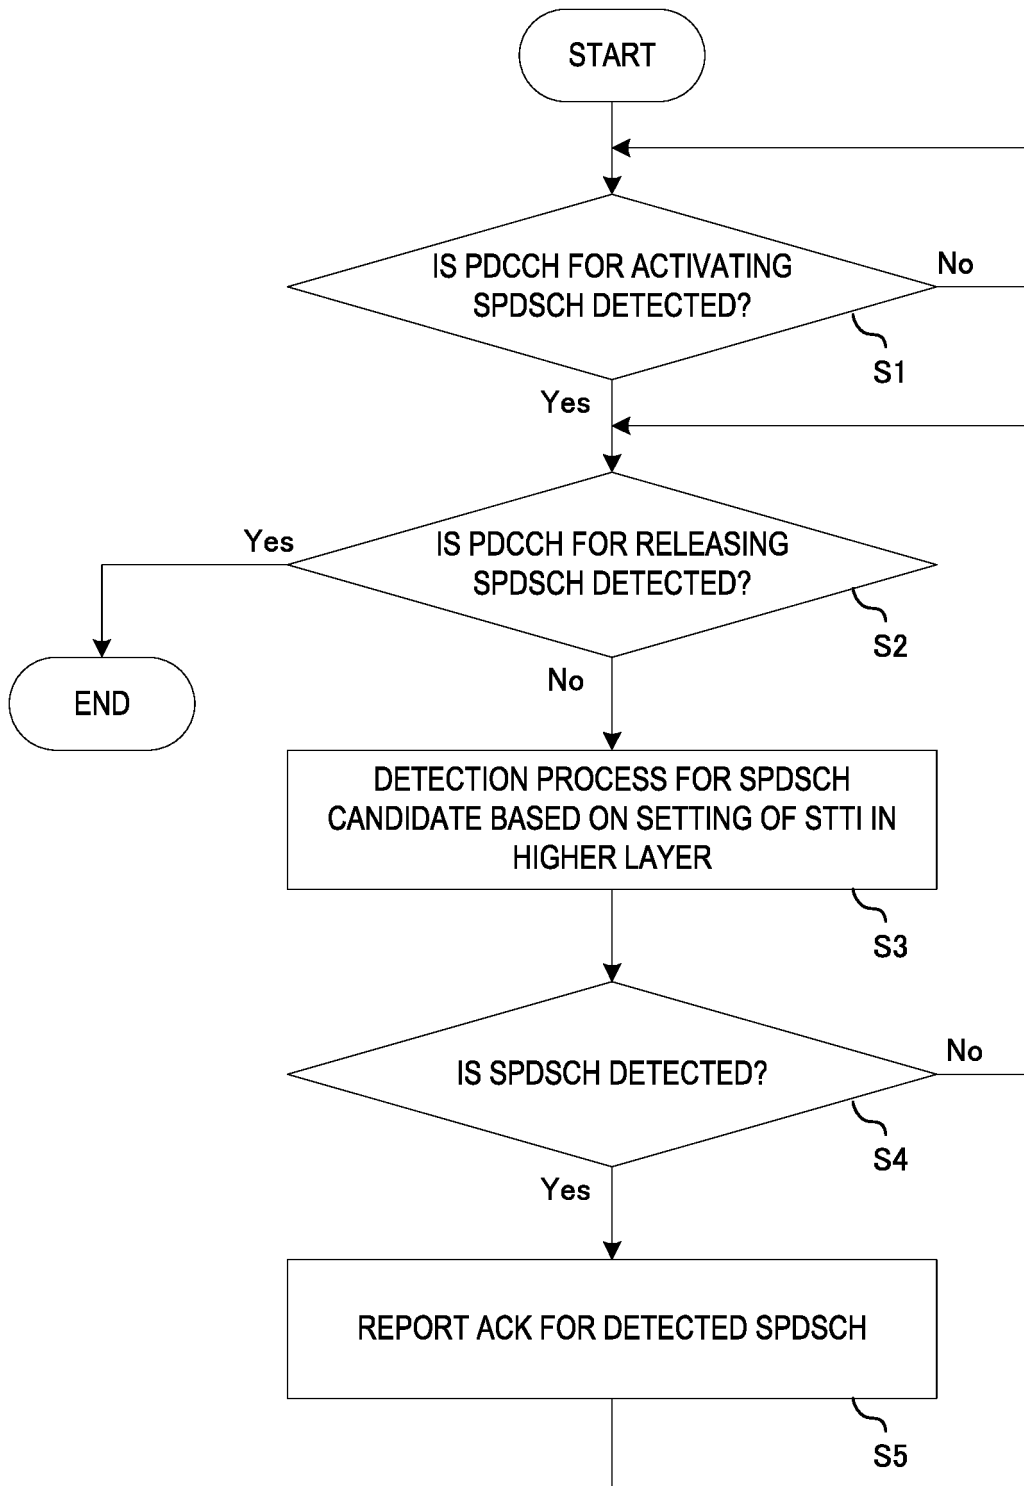 START
IS PDCCH FOR ACTIVATING
SPDSCH DETECTED?
No
S1
Yes
IS PDCCH FOR RELEASING
SPDSCH DETECTED?
Yes
S2
END
No
DETECTION PROCESS FOR SPDSCH
CANDIDATE BASED ON SETTING OF STTI IN
HIGHER LAYER
S3
IS SPDSCH DETECTED?
No
S4
Yes
REPORT ACK FOR DETECTED SPDSCH
S5